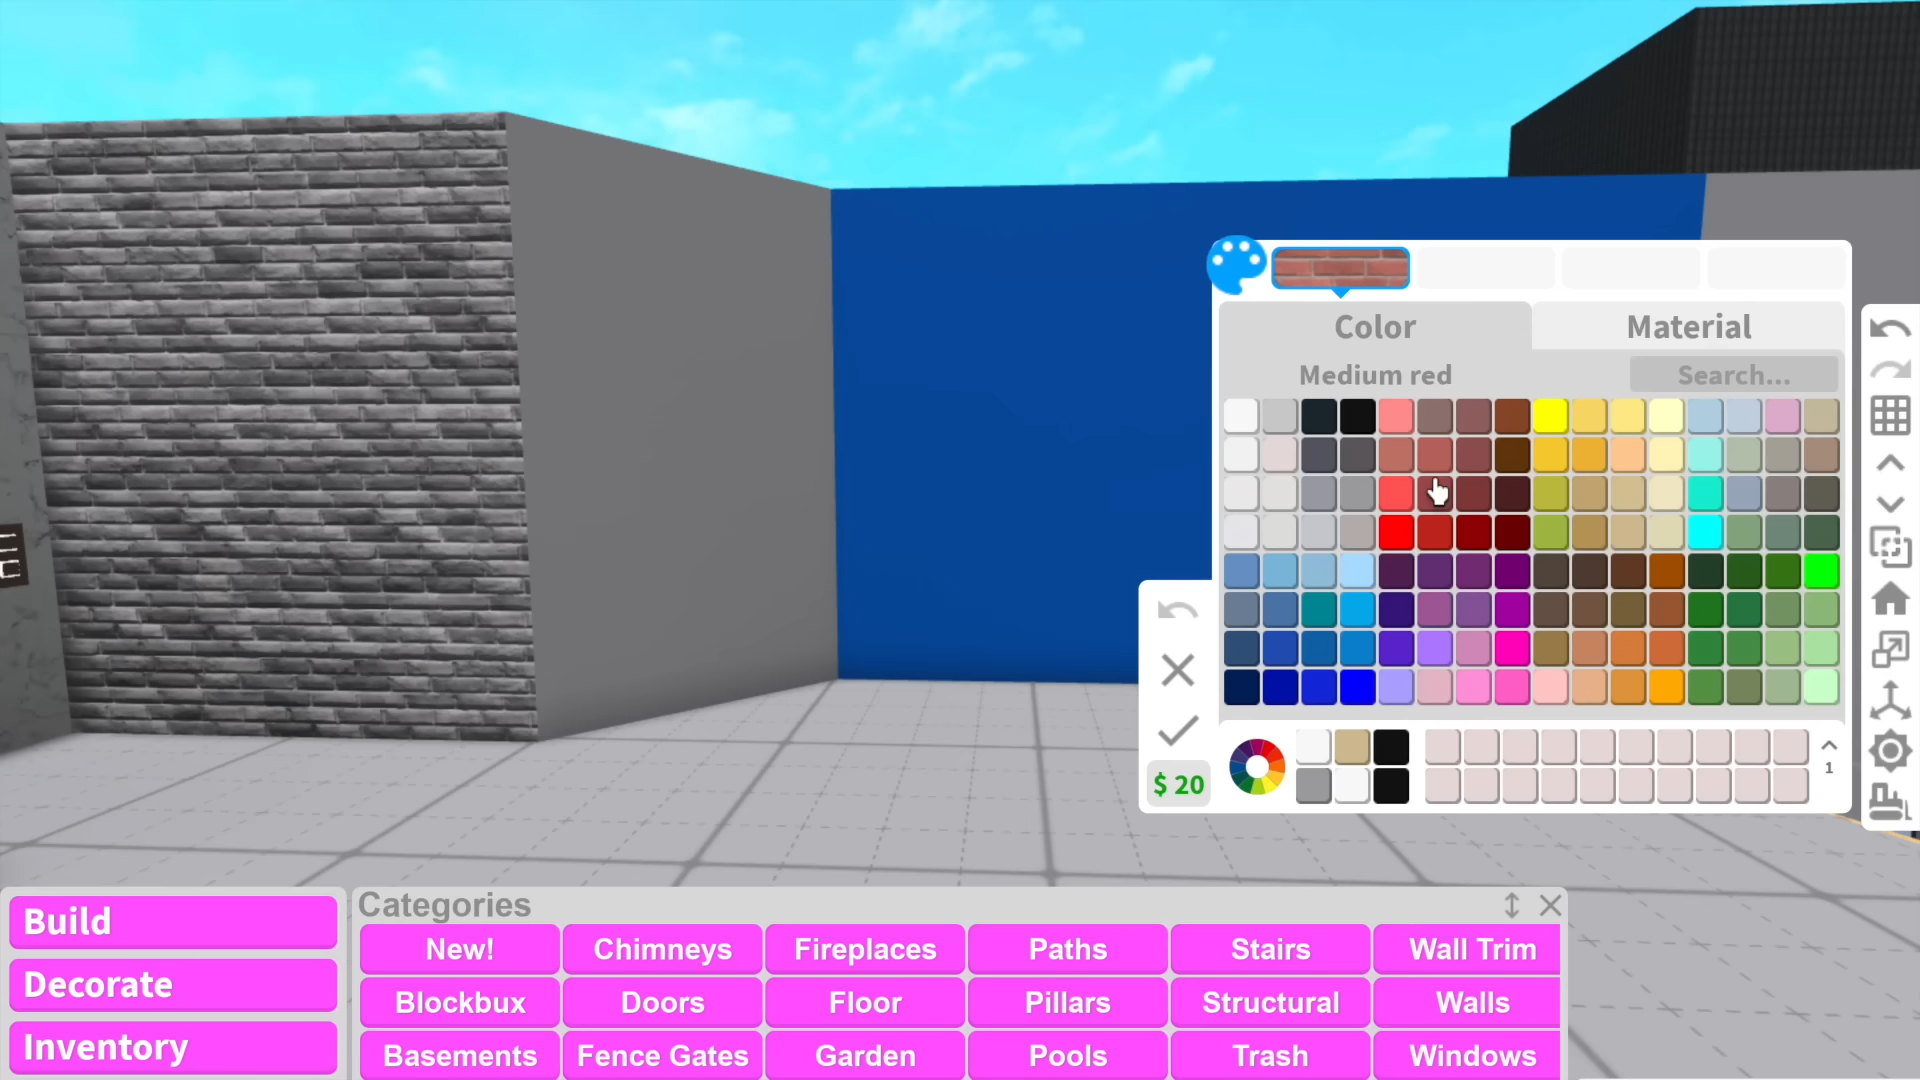 Color
Material
Medium red
Search...
$ 20
1
Build
Decorate
Inventory
Categories
New!
Chimneys
Fireplaces
Paths
Stairs
Wall Trim
Blockbux
Doors
Floor
Pillars
Structural
Walls
Basements
Fence Gates
Garden
Pools
Trash
Windows